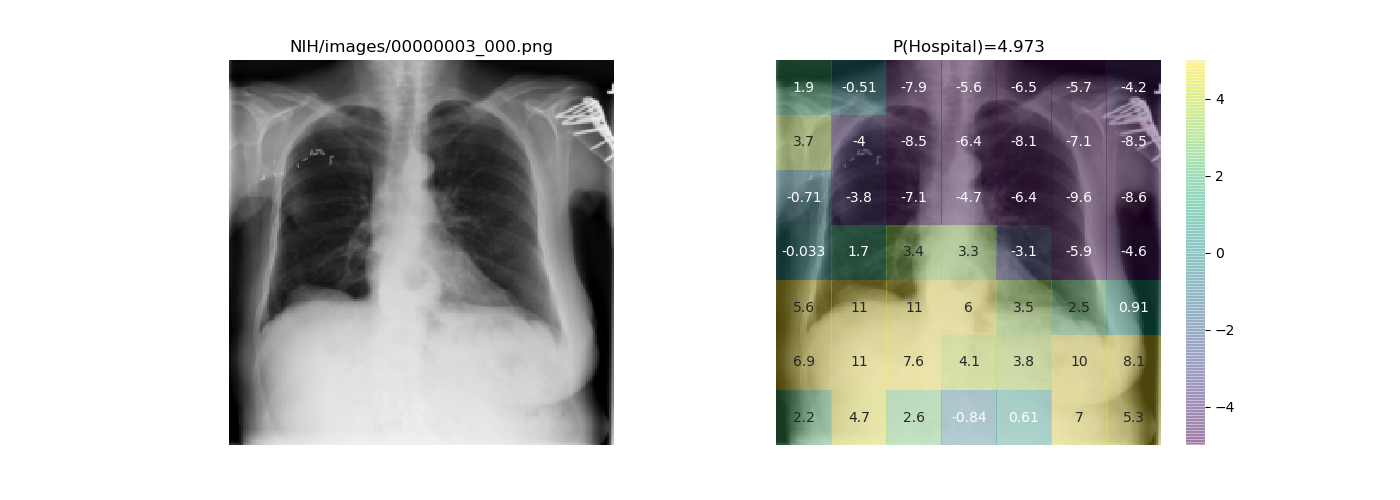 NIH/images/00000003_000.png
P(Hospital)=4.973
1.9 -0.51 -7.9 -5.6 -6.5 -5.7 -4.2
3.7 -4 -8.5 -6.4 -8.1 -7.1 -8.5
-0.71 -3.8 -7.1 -4.7 -6.4 -9.6 -8.6
-0.033 1.7 3.4 3.3 -3.1 -5.9 -4.6
5.6 11 11 6 3.5 2.5 0.91
6.9 11 7.6 4.1 3.8 10 8.1
2.2 4.7 2.6 -0.84 0.61 7 5.3
4
2
0
−2
−4